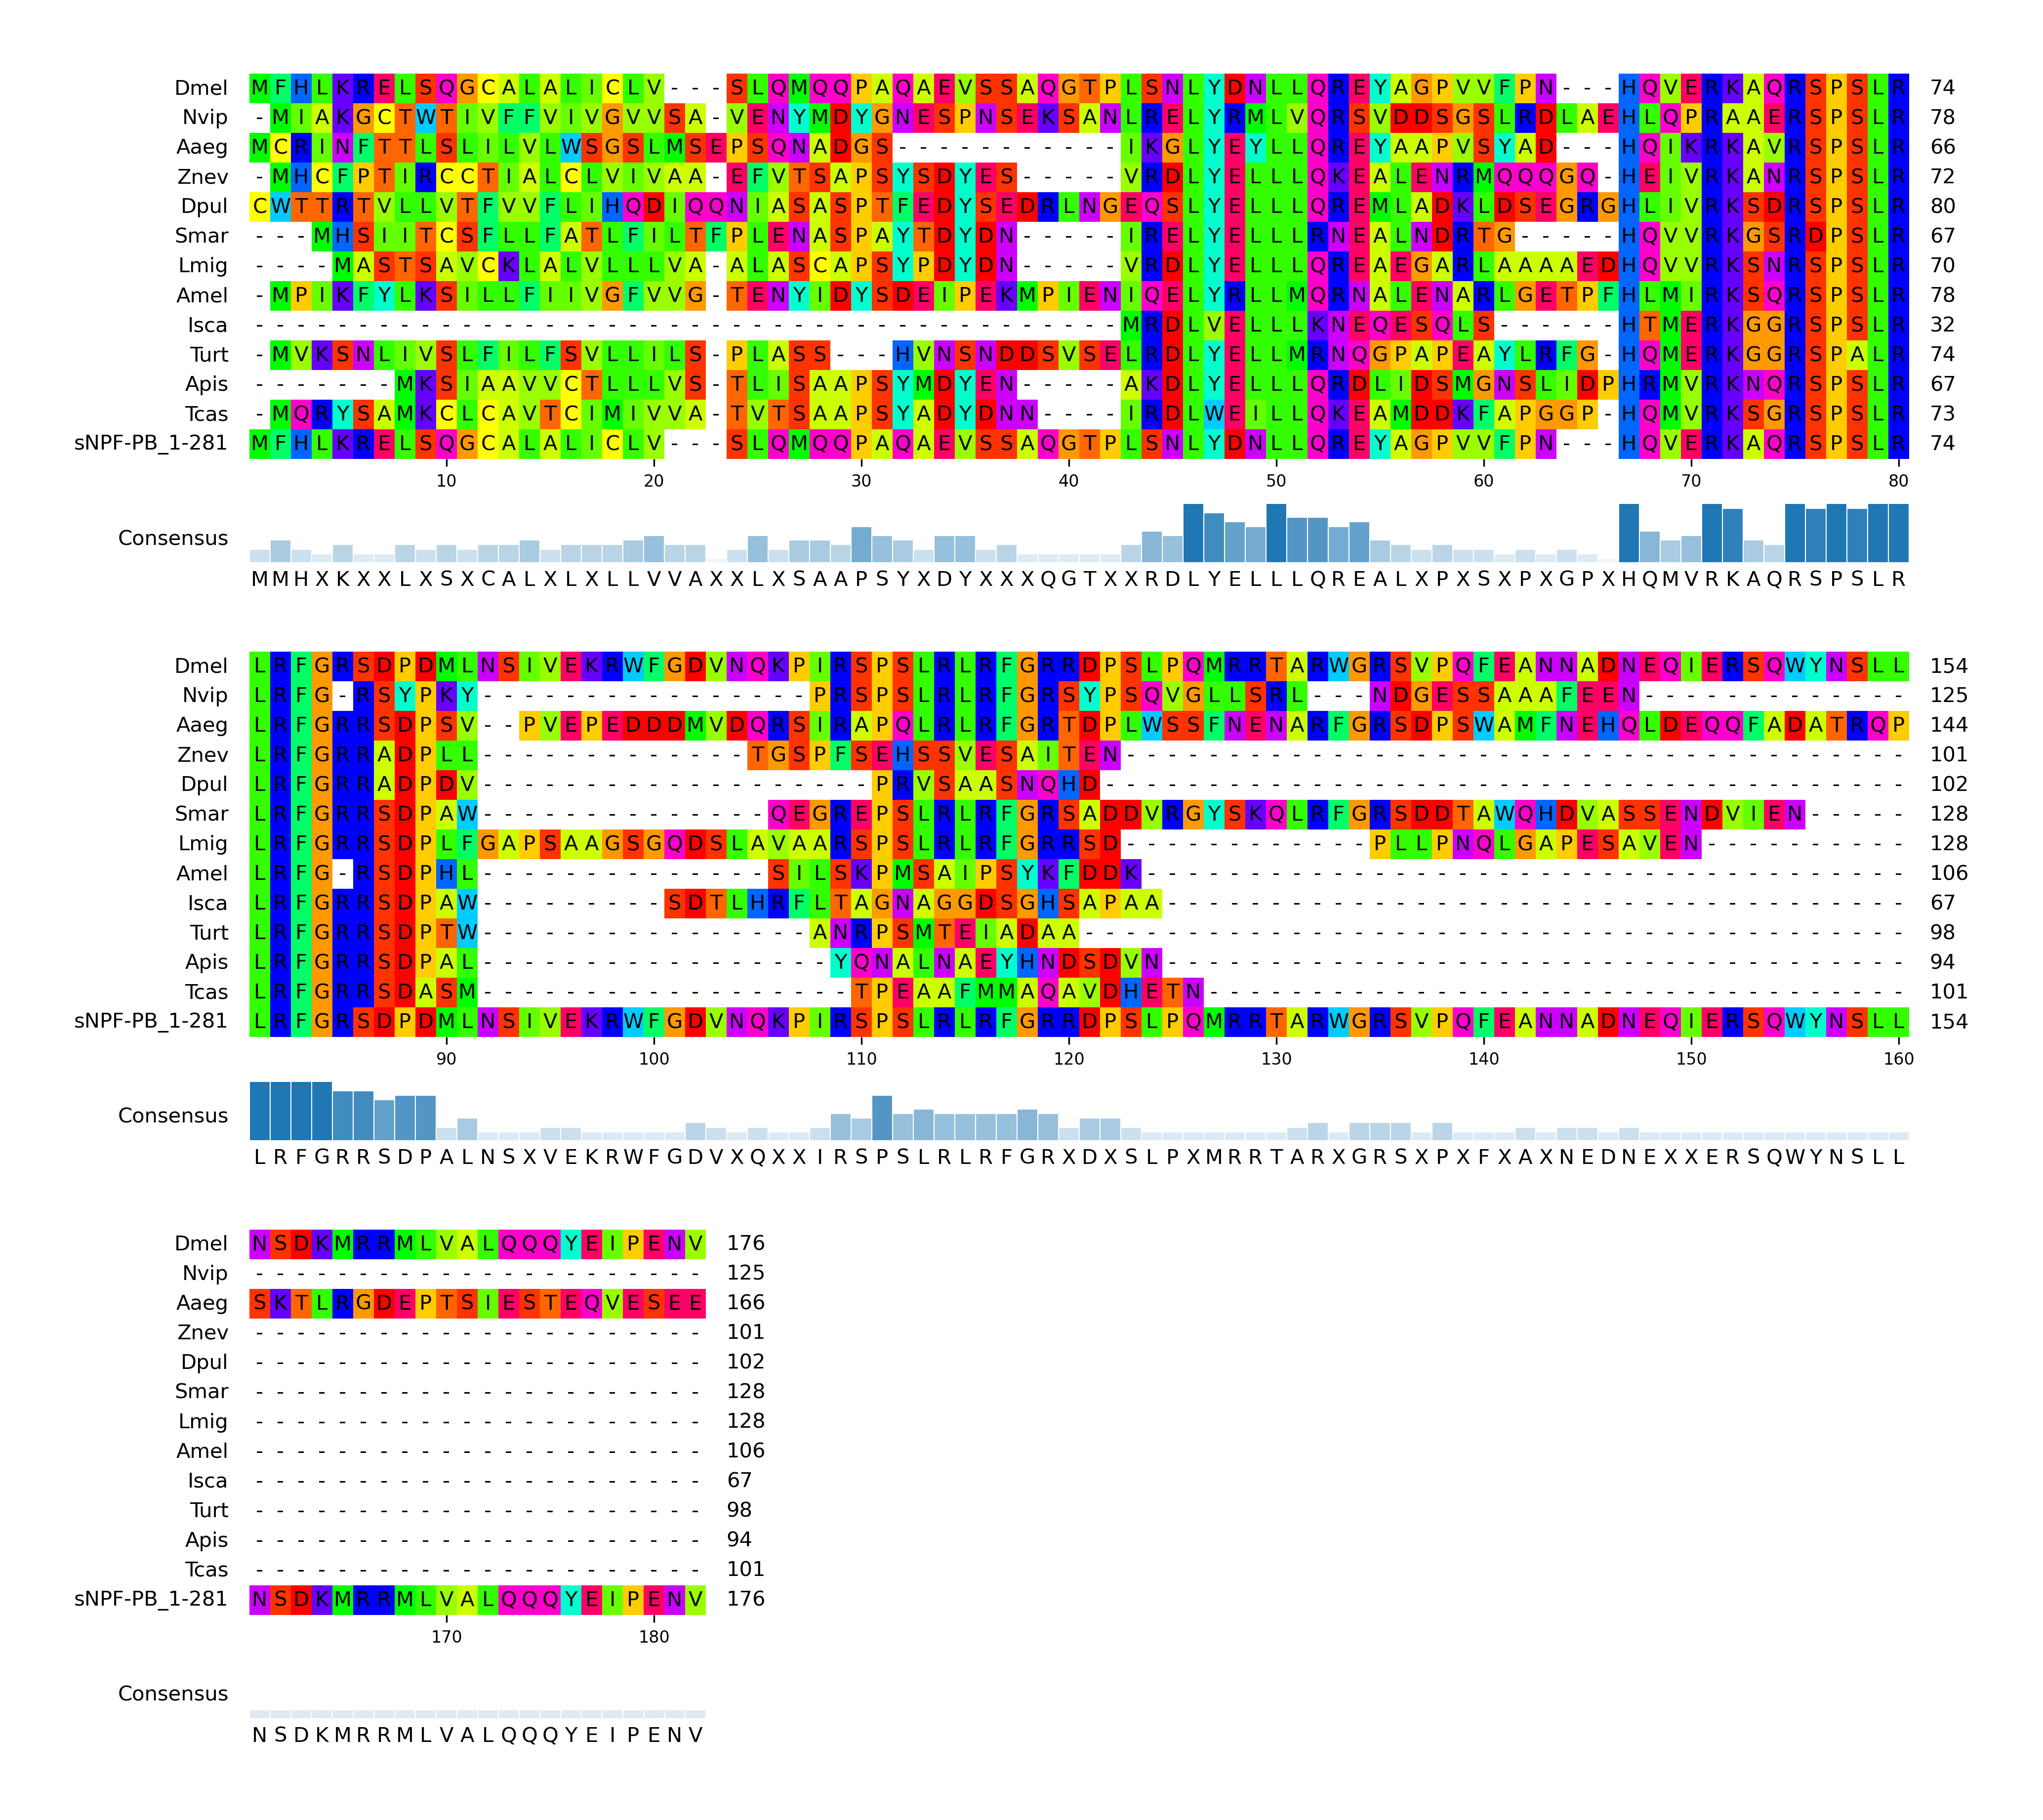 Dmel MFHLKRELSQGCALALICLV---SLQMQQPAQAEVSSAQGTPLSNLYDNLLQREYAGPVVFPN---HQVERKAQRSPSLR 74
Nvip -MIAKGCTWTIVFFVIVGVVSA-VENYMDYGNESPNSEKSANLRELYRMLVQRSVDDSGSLRDLAEHLQPRAAERSPSLR 78
Aaeg MCRINFTTLSLILVLWSGSLMSEPSQNADGS-----------IKGLYEYLLQREYAAPVSYAD---HQIKRKAVRSPSLR 66
Znev -MHCFPTIRCCTIALCLVIVAA-EFVTSAPSYSDYES-----VRDLYELLLQKEALENRMQQQGQ-HEIVRKANRSPSLR 72
Dpul CWTTRTVLLVTFVVFLIHQDIQQNIASASPTFEDYSEDRLNGEQSLYELLLQREMLADKLDSEGRGHLIVRKSDRSPSLR 80
Smar ---MHSIITCSFLLFATLFILTFPLENASPAYTDYDN-----IRELYELLLRNEALNDRTG-----HQVVRKGSRDPSLR 67
Lmig ----MASTSAVCKLALVLLLVA-ALASCAPSYPDYDN-----VRDLYELLLQREAEGARLAAAAEDHQVVRKSNRSPSLR 70
Amel -MPIKFYLKSILLFIIVGFVVG-TENYIDYSDEIPEKMPIENIQELYRLLMQRNALENARLGETPFHLMIRKSQRSPSLR 78
Isca ------------------------------------------MRDLVELLLKNEQESQLS------HTMERKGGRSPSLR 32
Turt -MVKSNLIVSLFILFSVLLILS-PLASS---HVNSNDDSVSELRDLYELLMRNQGPAPEAYLRFG-HQMERKGGRSPALR 74
Apis -------MKSIAAVVCTLLLVS-TLISAAPSYMDYEN-----AKDLYELLLQRDLIDSMGNSLIDPHRMVRKNQRSPSLR 67
Tcas -MQRYSAMKCLCAVTCIMIVVA-TVTSAAPSYADYDNN----IRDLWEILLQKEAMDDKFAPGGP-HQMVRKSGRSPSLR 73
sNPF-PB_1-281 MFHLKRELSQGCALALICLV---SLQMQQPAQAEVSSAQGTPLSNLYDNLLQREYAGPVVFPN---HQVERKAQRSPSLR 74
10 20 30 40 50 60 70 80
Consensus
MMHXKXXLXSXCALXLXLLVVAXXLXSAAPSYXDYXXXQGTXXRDLYELLLQREALXPXSXPXGPXHQMVRKAQRSPSLR
Dmel LRFGRSDPDMLNSIVEKRWFGDVNQKPIRSPSLRLRFGRRDPSLPQMRRTARWGRSVPQFEANNADNEQIERSQWYNSLL 154
Nvip LRFG-RSYPKY----------------PRSPSLRLRFGRSYPSQVGLLSRL---NDGESSAAAFEEN------------- 125
Aaeg LRFGRRSDPSV--PVEPEDDDMVDQRSIRAPQLRLRFGRTDPLWSSFNENARFGRSDPSWAMFNEHQLDEQQFADATRQP 144
Znev LRFGRRADPLL-------------TGSPFSEHSSVESAITEN-------------------------------------- 101
Dpul LRFGRRADPDV-------------------PRVSAASNQHD--------------------------------------- 102
Smar LRFGRRSDPAW--------------QEGREPSLRLRFGRSADDVRGYSKQLRFGRSDDTAWQHDVASSENDVIEN----- 128
Lmig LRFGRRSDPLFGAPSAAGSGQDSLAVAARSPSLRLRFGRRSD------------PLLPNQLGAPESAVEN---------- 128
Amel LRFG-RSDPHL--------------SILSKPMSAIPSYKFDDK------------------------------------- 106
Isca LRFGRRSDPAW---------SDTLHRFLTAGNAGGDSGHSAPAA------------------------------------ 67
Turt LRFGRRSDPTW----------------ANRPSMTEIADAA---------------------------------------- 98
Apis LRFGRRSDPAL-----------------YQNALNAEYHNDSDVN------------------------------------ 94
Tcas LRFGRRSDASM------------------TPEAAFMMAQAVDHETN---------------------------------- 101
sNPF-PB_1-281 LRFGRSDPDMLNSIVEKRWFGDVNQKPIRSPSLRLRFGRRDPSLPQMRRTARWGRSVPQFEANNADNEQIERSQWYNSLL 154
90 100 110 120 130 140 150 160
Consensus
LRFGRRSDPALNSXVEKRWFGDVXQXXIRSPSLRLRFGRXDXSLPXMRRTARXGRSXPXFXAXNEDNEXXERSQWYNSLL
Dmel NSDKMRRMLVALQQQYEIPENV 176
Nvip ---------------------- 125
Aaeg SKTLRGDEPTSIESTEQVESEE 166
Znev ---------------------- 101
Dpul ---------------------- 102
Smar ---------------------- 128
Lmig ---------------------- 128
Amel ---------------------- 106
Isca ---------------------- 67
Turt ---------------------- 98
Apis ---------------------- 94
Tcas ---------------------- 101
sNPF-PB_1-281 NSDKMRRMLVALQQQYEIPENV 176
170 180
Consensus
NSDKMRRMLVALQQQYEIPENV